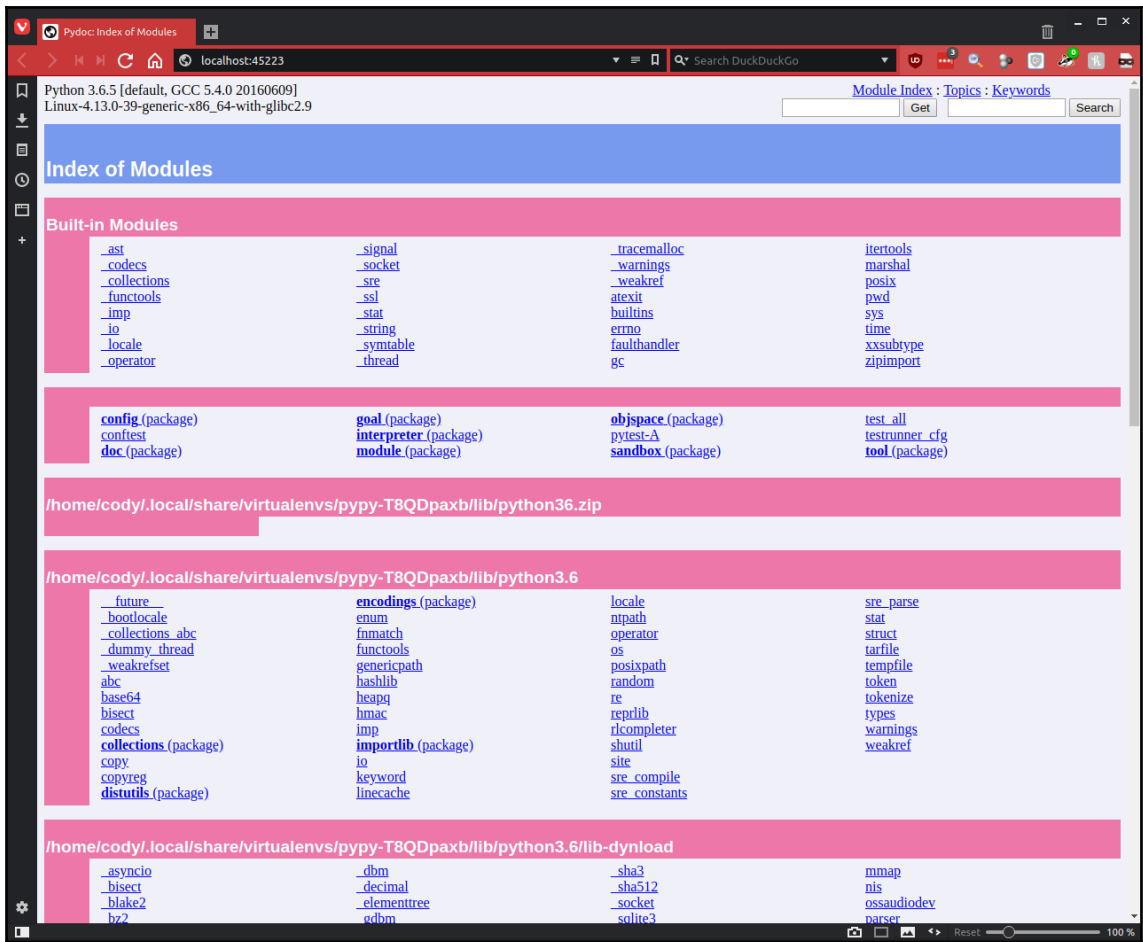 Pydoc: Index of Modules
localhost:45223
Search DuckDuckGo
3
0
Python 3.6.5 [default, GCC 5.4.0 20160609]
Linux-4.13.0-39-generic-x86_64-with-glibc2.9
Module Index : Topics : Keywords
Get Search
Index of Modules
Built-in Modules
_ast _signal _tracemalloc itertools
_codecs _socket _warnings marshal
_collections _sre _weakref posix
_functools _ssl atexit pwd
_imp _stat builtins sys
_io _string errno time
_locale _symtable faulthandler xxsubtype
_operator _thread gc zipimport
config (package) goal (package) objspace (package) test_all
conftest interpreter (package) pytest-A testrunner_cfg
doc (package) module (package) sandbox (package) tool (package)
/home/cody/.local/share/virtualenvs/pypy-T8QDpaxb/lib/python36.zip
/home/cody/.local/share/virtualenvs/pypy-T8QDpaxb/lib/python3.6
__future__ encodings (package) locale sre_parse
_bootlocale enum ntpath stat
_collections_abc fnmatch operator struct
_dummy_thread functools os tarfile
_weakrefset genericpath posixpath tempfile
abc hashlib random token
base64 heapq re tokenize
bisect hmac reprlib types
codecs imp rlcompleter warnings
collections (package) importlib (package) shutil weakref
copy io site
copyreg keyword sre_compile
distutils (package) linecache sre_constants
/home/cody/.local/share/virtualenvs/pypy-T8QDpaxb/lib/python3.6/lib-dynload
_asyncio _dbm _sha3 mmap
_bisect _decimal _sha512 nis
_blake2 _elementtree _socket ossaudiodev
_bz2 _gdbm _sqlite3 parser
Reset 100 %